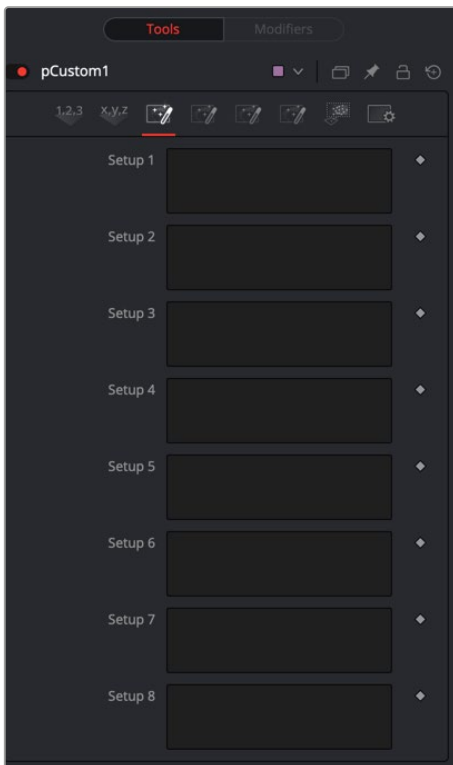 Tools Modifiers
pCustom1
1,2,3 x,y,z
Setup 1
Setup 2
Setup 3
Setup 4
Setup 5
Setup 6
Setup 7
Setup 8